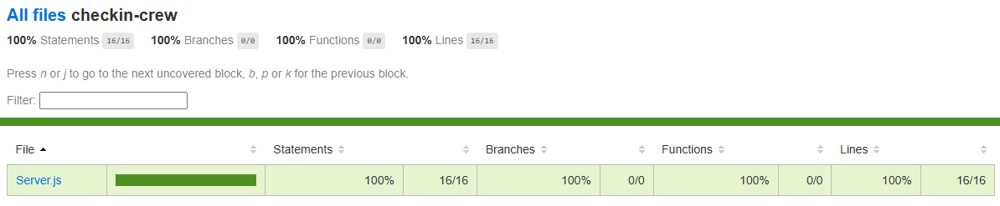 All files checkin-crew
100% Statements 16/16 100% Branches 0/0 100% Functions 0/0 100% Lines 16/16
Press n or j to go to the next uncovered block, b, p or k for the previous block.
Filter:
File Statements Branches Functions Lines
Server.js 100% 16/16 100% 0/0 100% 0/0 100% 16/16